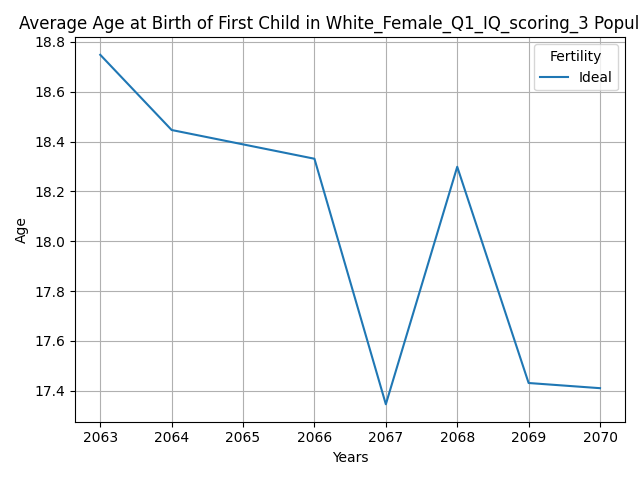 Average Age at Birth of First Child in White_Female_Q1_IQ_scoring_3 Popul
Fertility
Ideal
18.8
18.6
18.4
18.2
18.0
17.8
17.6
17.4
Age
2063 2064 2065 2066 2067 2068 2069 2070
Years